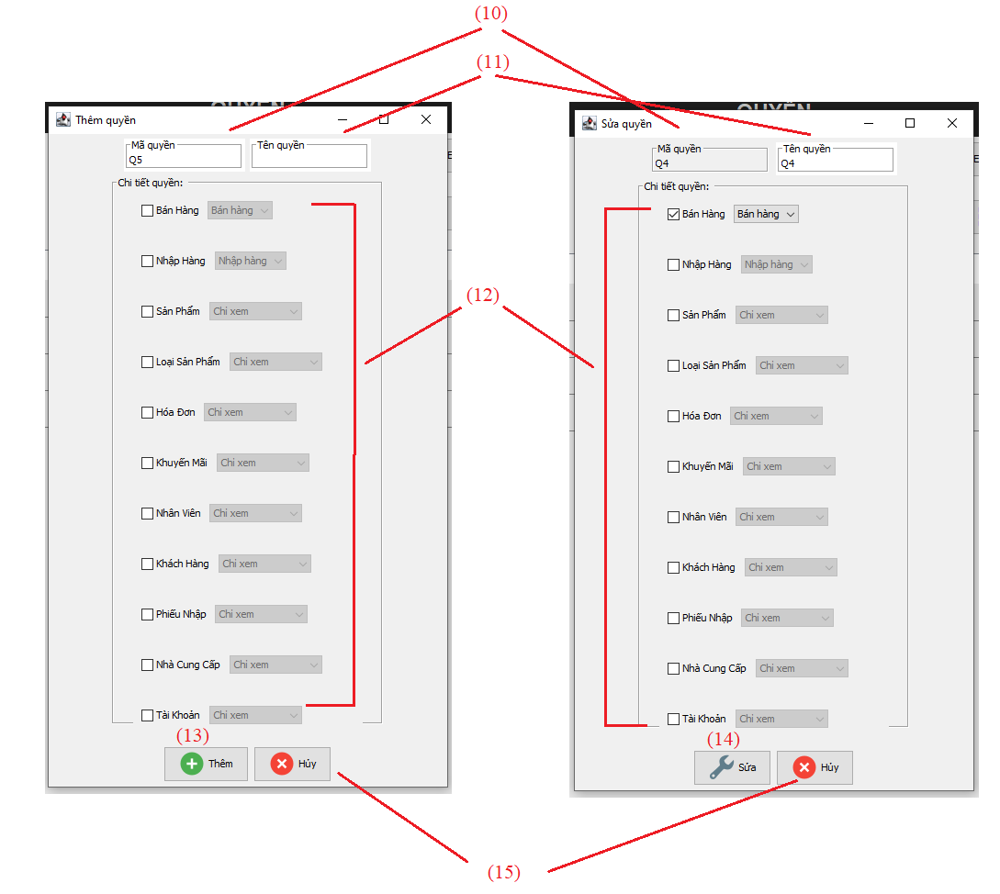 (10)
(11)
QUYỀN
Thêm quyền
Mã quyền
Q5
Tên quyền
Chi tiết quyền:
Bán Hàng Bán hàng
Nhập Hàng Nhập hàng
Sản Phẩm Chỉ xem
Loại Sản Phẩm Chỉ xem
Hóa Đơn Chỉ xem
Khuyến Mãi Chỉ xem
Nhân Viên Chỉ xem
Khách Hàng Chỉ xem
Phiếu Nhập Chỉ xem
Nhà Cung Cấp Chỉ xem
Tài Khoản Chỉ xem
(13)
Thêm Hủy
(12)
QUYỀN
Sửa quyền
Mã quyền
Q4
Tên quyền
Q4
Chi tiết quyền:
Bán Hàng Bán hàng
Nhập Hàng Nhập hàng
Sản Phẩm Chỉ xem
Loại Sản Phẩm Chỉ xem
Hóa Đơn Chỉ xem
Khuyến Mãi Chỉ xem
Nhân Viên Chỉ xem
Khách Hàng Chỉ xem
Phiếu Nhập Chỉ xem
Nhà Cung Cấp Chỉ xem
Tài Khoản Chỉ xem
(14)
Sửa Hủy
(15)